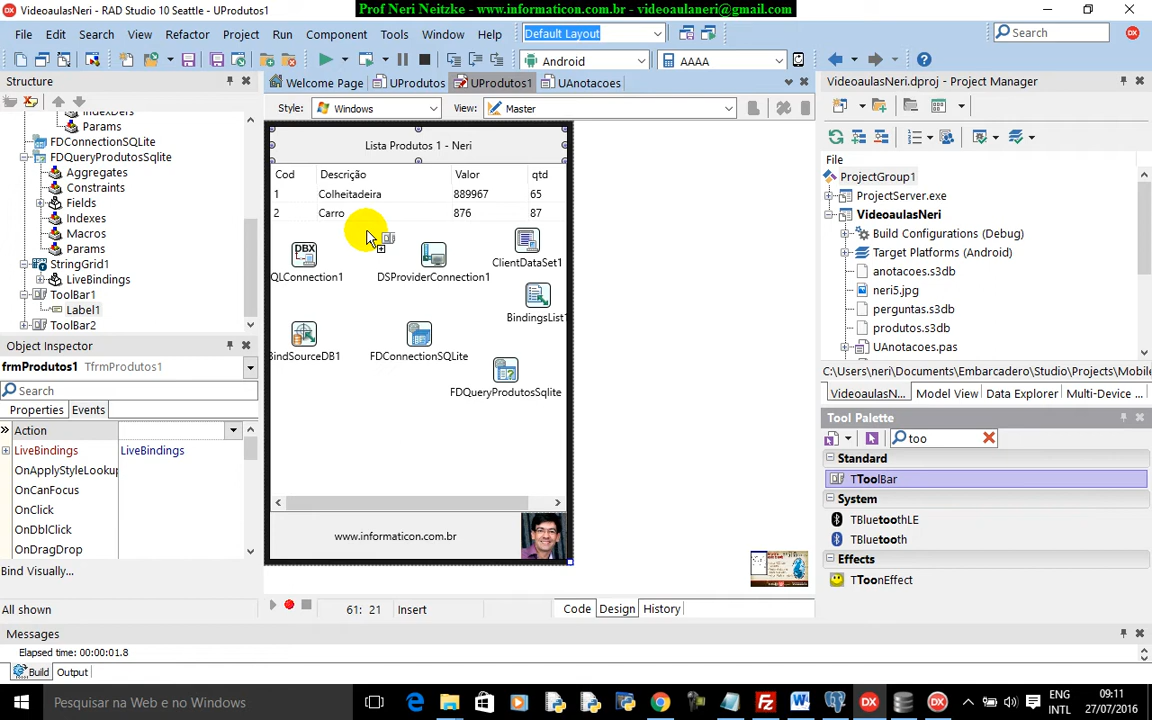 Prof Neri Neitzke - www.informaticon.com.br - videoaulaneri@gmail.com
VideoaulasNeri - RAD Studio 10 Seattle - UProdutos1
File Edit Search View Refactor Project Run Component Tools Window Help
Default Layout
Search
Android
AAAA
Structure
Params
FDConnectionSQLite
FDQueryProdutosSqlite
Aggregates
Constraints
Fields
Indexes
Macros
Params
StringGrid1
LiveBindings
ToolBar1
Label1
ToolBar2
Object Inspector
frmProdutos1 TfrmProdutos1
Search
Properties Events
Action
LiveBindings LiveBindings
OnApplyStyleLookup
OnCanFocus
OnClick
OnDblClick
OnDragDrop
Bind Visually...
All shown
Welcome Page UProdutos UProdutos1 UAnotacoes
Style: Windows View: Master
Lista Produtos 1 - Neri
Cod Descrição Valor qtd
1 Colheitadeira 889967 65
2 Carro 876 87
DBX
QLConnection1
DSProviderConnection1
ClientDataSet1
BindingsList1
BindSourceDB1
FDConnectionSQLite
FDQueryProdutosSqlite
www.informaticon.com.br
61: 21 Insert
Code Design History
VideoaulasNeri.dproj - Project Manager
File
ProjectGroup1
ProjectServer.exe
VideoaulasNeri
Build Configurations (Debug)
Target Platforms (Android)
anotacoes.s3db
neri5.jpg
perguntas.s3db
produtos.s3db
UAnotacoes.pas
C:\Users\neri\Documents\Embarcadero\Studio\Projects\Mobile
VideoaulasN... Model View Data Explorer Multi-Device ...
Tool Palette
too
Standard
TToolBar
System
TBluetoothLE
TBluetooth
Effects
TToonEffect
Messages
Elapsed time: 00:00:01.8
Build Output
Pesquisar na Web e no Windows
ENG
INTL
09:11
27/07/2016